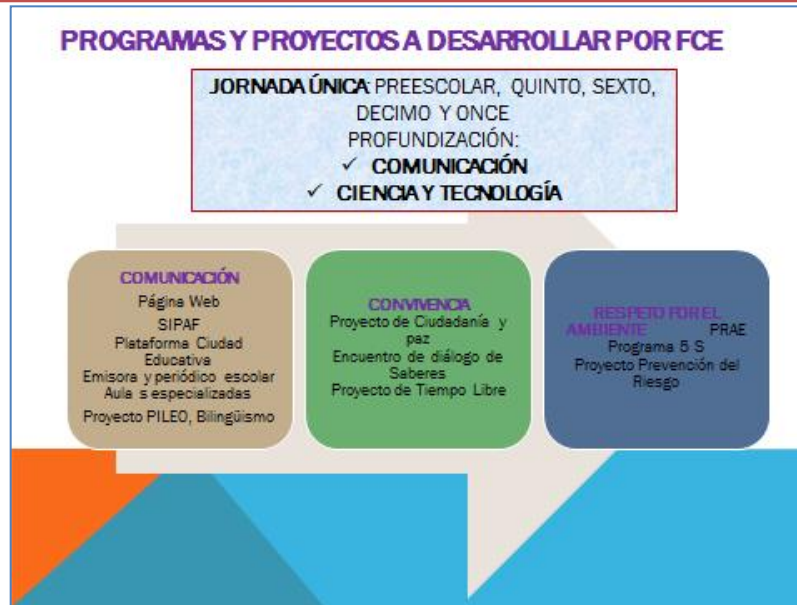 PROGRAMAS Y PROYECTOS A DESARROLLAR POR FCE
JORNADA ÚNICA: PREESCOLAR, QUINTO, SEXTO,
DECIMO Y ONCE
PROFUNDIZACIÓN:
✓ COMUNICACIÓN
✓ CIENCIA Y TECNOLOGÍA
COMUNICACIÓN
Página Web
SIPAF
Plataforma Ciudad
Educativa
Emisora y periódico escolar
Aula s especializadas
Proyecto PILEO, Bilingüismo
CONVIVENCIA
Proyecto de Ciudadanía y
paz
Encuentro de diálogo de
Saberes
Proyecto de Tiempo Libre
RESPETO POR EL
AMBIENTE PRAE
Programa 5 S
Proyecto Prevención del
Riesgo